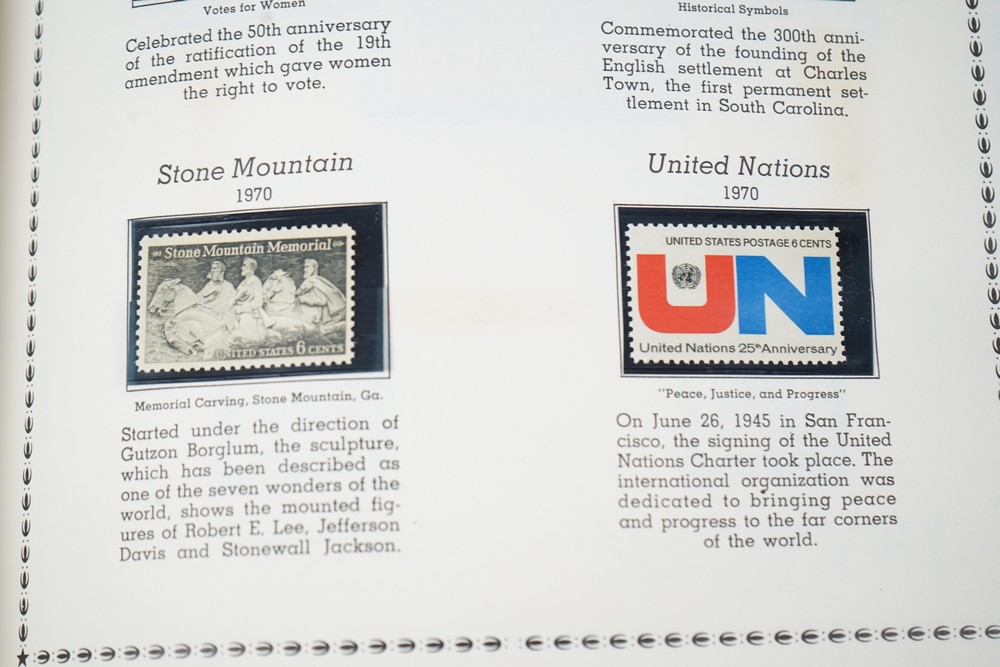 Votes for Women
Celebrated the 50th anniversary
of the ratification of the 19th
amendment which gave women
the right to vote.
Historical Symbols
Commemorated the 300th anni-
versary of the founding of the
English settlement at Charles
Town, the first permanent set-
tlement in South Carolina.
Stone Mountain
1970
Stone Mountain Memorial
UNITED STATES 6 CENTS
Memorial Carving, Stone Mountain, Ga.
Started under the direction of
Gutzon Borglum, the sculpture,
which has been described as
one of the seven wonders of the
world, shows the mounted fig-
ures of Robert E. Lee, Jefferson
Davis and Stonewall Jackson.
United Nations
1970
UNITED STATES POSTAGE 6 CENTS
UN
United Nations 25th Anniversary
"Peace, Justice, and Progress"
On June 26, 1945 in San Fran-
cisco, the signing of the United
Nations Charter took place. The
international organization was
dedicated to bringing peace
and progress to the far corners
of the world.